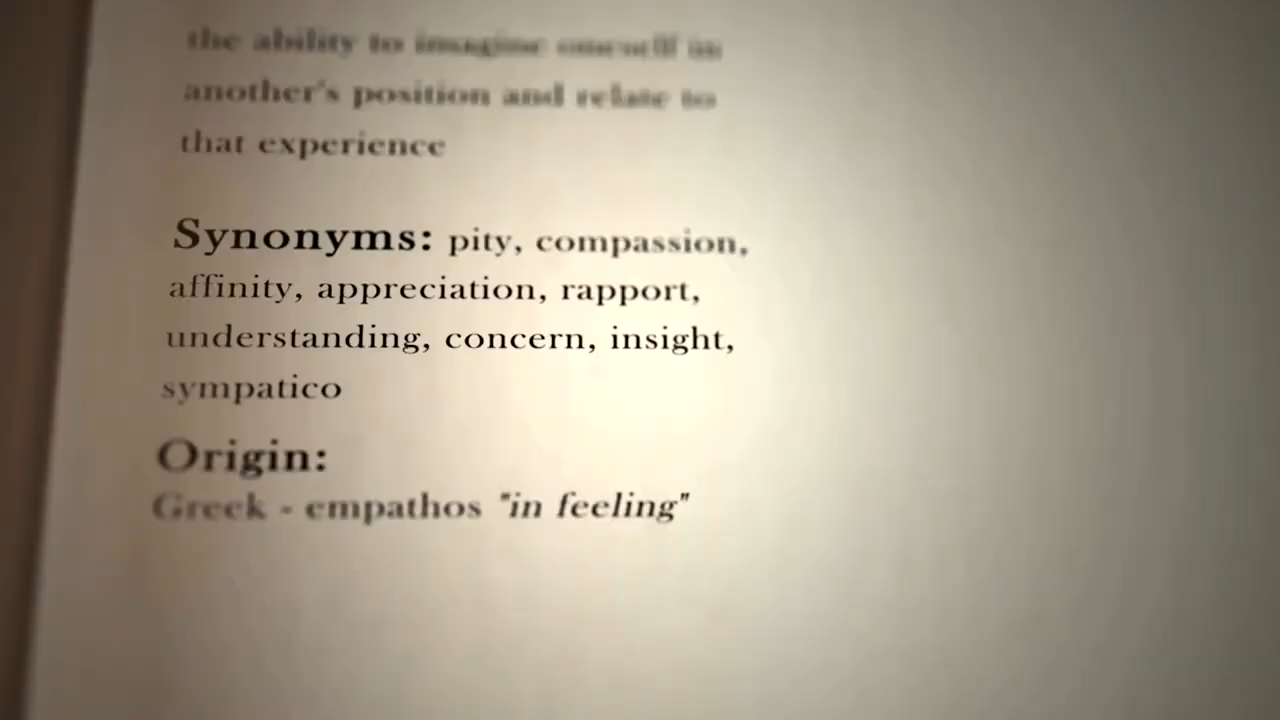 the ability to imagine oneself in
another's position and relate to
that experience
Synonyms: pity, compassion,
affinity, appreciation, rapport,
understanding, concern, insight,
sympatico
Origin:
Greek - empathos "in feeling"